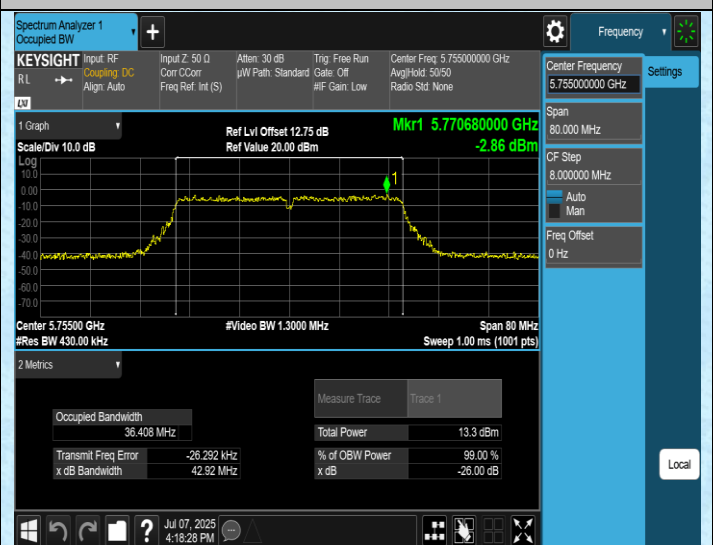 Spectrum Analyzer 1
Occupied BW
+
Frequency
KEYSIGHT
RL
LXI
Input: RF
Coupling: DC
Align: Auto
Input Z: 50 Ω
Corr CCorr
Freq Ref: Int (S)
Atten: 30 dB
µW Path: Standard
Trig: Free Run
Gate: Off
#IF Gain: Low
Center Freq: 5.755000000 GHz
Avg|Hold: 50/50
Radio Std: None
Center Frequency
5.755000000 GHz
Settings
Span
80.000 MHz
CF Step
8.000000 MHz
Auto
Man
Freq Offset
0 Hz
1 Graph
Scale/Div 10.0 dB
Ref Lvl Offset 12.75 dB
Ref Value 20.00 dBm
Mkr1 5.770680000 GHz
-2.86 dBm
Log
10.0
0.00
-10.0
-20.0
-30.0
-40.0
-50.0
-60.0
-70.0
1
Center 5.75500 GHz
#Video BW 1.3000 MHz
Span 80 MHz
#Res BW 430.00 kHz
Sweep 1.00 ms (1001 pts)
2 Metrics
Measure Trace
Trace 1
Occupied Bandwidth
36.408 MHz
Total Power
13.3 dBm
Transmit Freq Error
-26.292 kHz
% of OBW Power
99.00 %
x dB Bandwidth
42.92 MHz
x dB
-26.00 dB
Local
?
Jul 07, 2025
4:18:28 PM